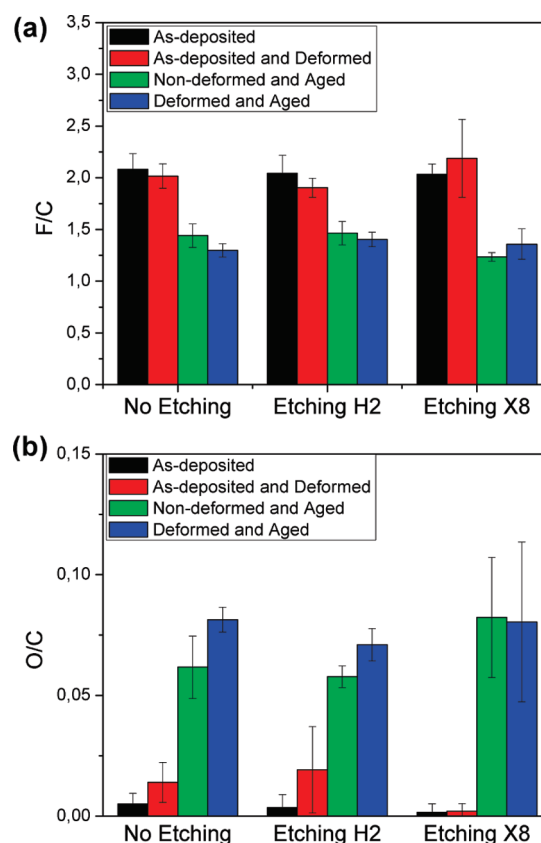 (a)
As-deposited
As-deposited and Deformed
Non-deformed and Aged
Deformed and Aged
3,5
3,0
2,5
2,0
1,5
1,0
0,5
0,0
F/C
No Etching Etching H2 Etching X8
(b)
As-deposited
As-deposited and Deformed
Non-deformed and Aged
Deformed and Aged
0,15
0,10
0,05
0,00
O/C
No Etching Etching H2 Etching X8